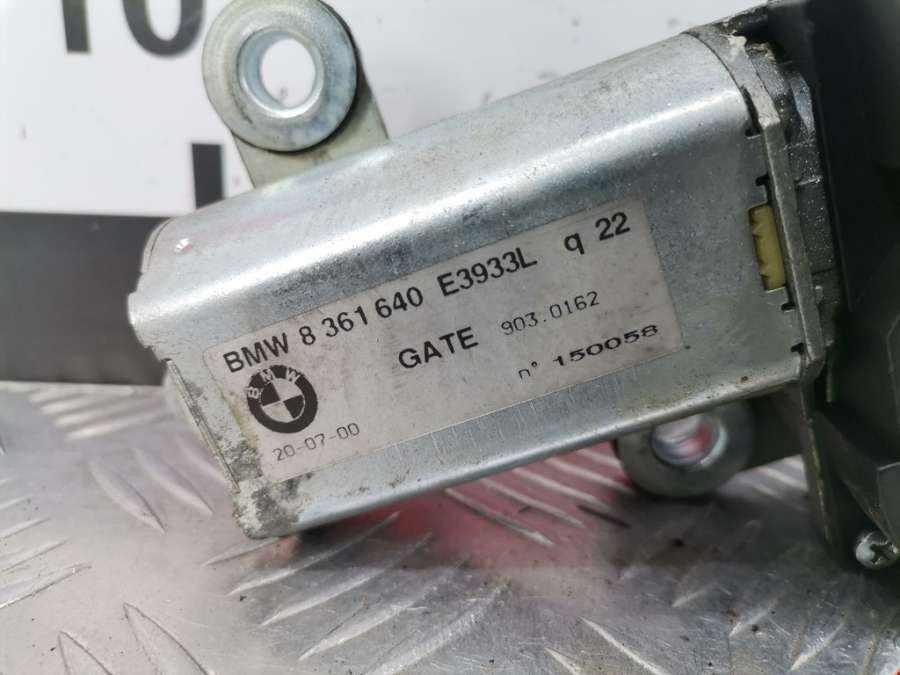 BMW 8 361 640 E3933L q 22
GATE 903.0162
n° 150058
BMW
20-07-00